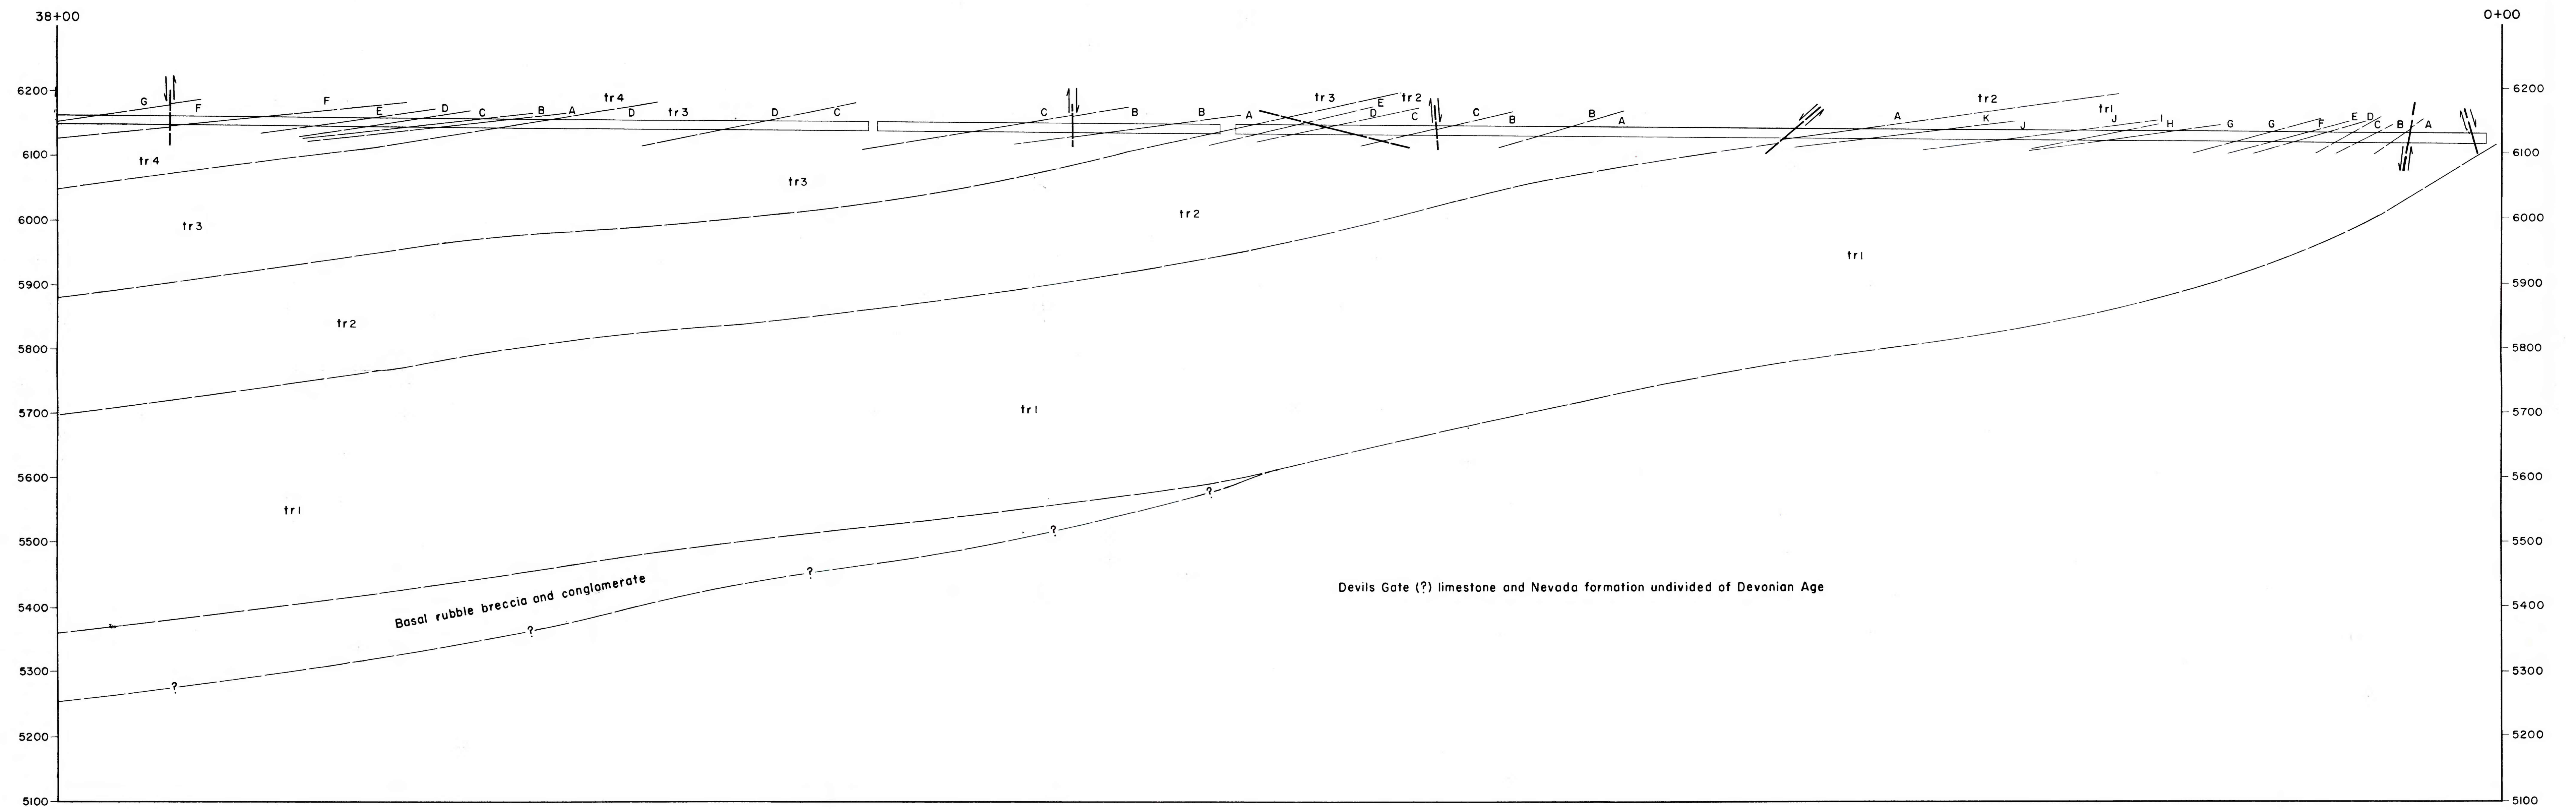 38+00 0+00
6200 G F F E D C B A tr4 D tr3 D C C B B A tr3 E tr2 D C C B B A A tr2 K J tr1 J I H G G F E D C B A 6200
6100 tr4 6100
tr3
6000 tr3 tr2 6000
tr1
5900 5900
tr2
5800 5800
5700 tr1 5700
5600 ? 5600
tr1
5500 ? 5500
?
Basal rubble breccia and conglomerate Devils Gate (?) limestone and Nevada formation undivided of Devonian Age
5400 5400
?
5300 ? 5300
5200 5200
5100 5100